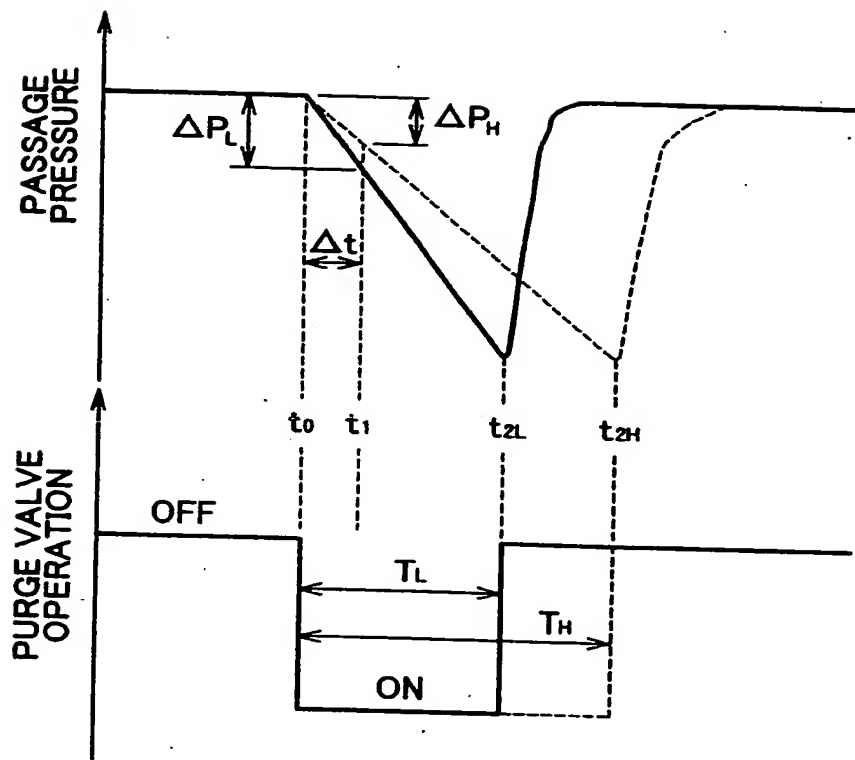 PASSAGE
PRESSURE
ΔPL
ΔPH
Δt
t0
t1
t2L
t2H
PURGE VALVE
OPERATION
OFF
TL
TH
ON